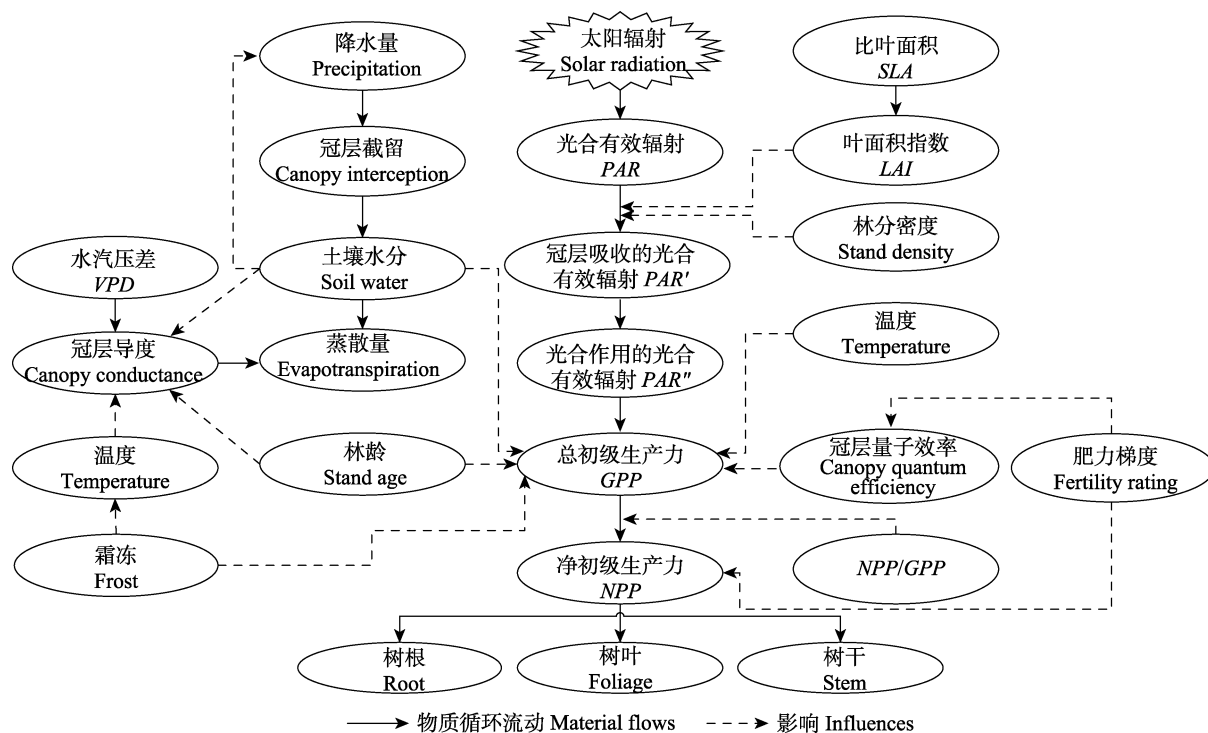 降水量
Precipitation
太阳辐射
Solar radiation
比叶面积
SLA
冠层截留
Canopy interception
光合有效辐射
PAR
叶面积指数
LAI
林分密度
Stand density
水汽压差
VPD
土壤水分
Soil water
冠层吸收的光合
有效辐射 PAR'
温度
Temperature
冠层导度
Canopy conductance
蒸散量
Evapotranspiration
光合作用的光合
有效辐射 PAR"
温度
Temperature
林龄
Stand age
总初级生产力
GPP
冠层量子效率
Canopy quantum
efficiency
肥力梯度
Fertility rating
霜冻
Frost
净初级生产力
NPP
NPP/GPP
树根
Root
树叶
Foliage
树干
Stem
物质循环流动 Material flows
影响 Influences